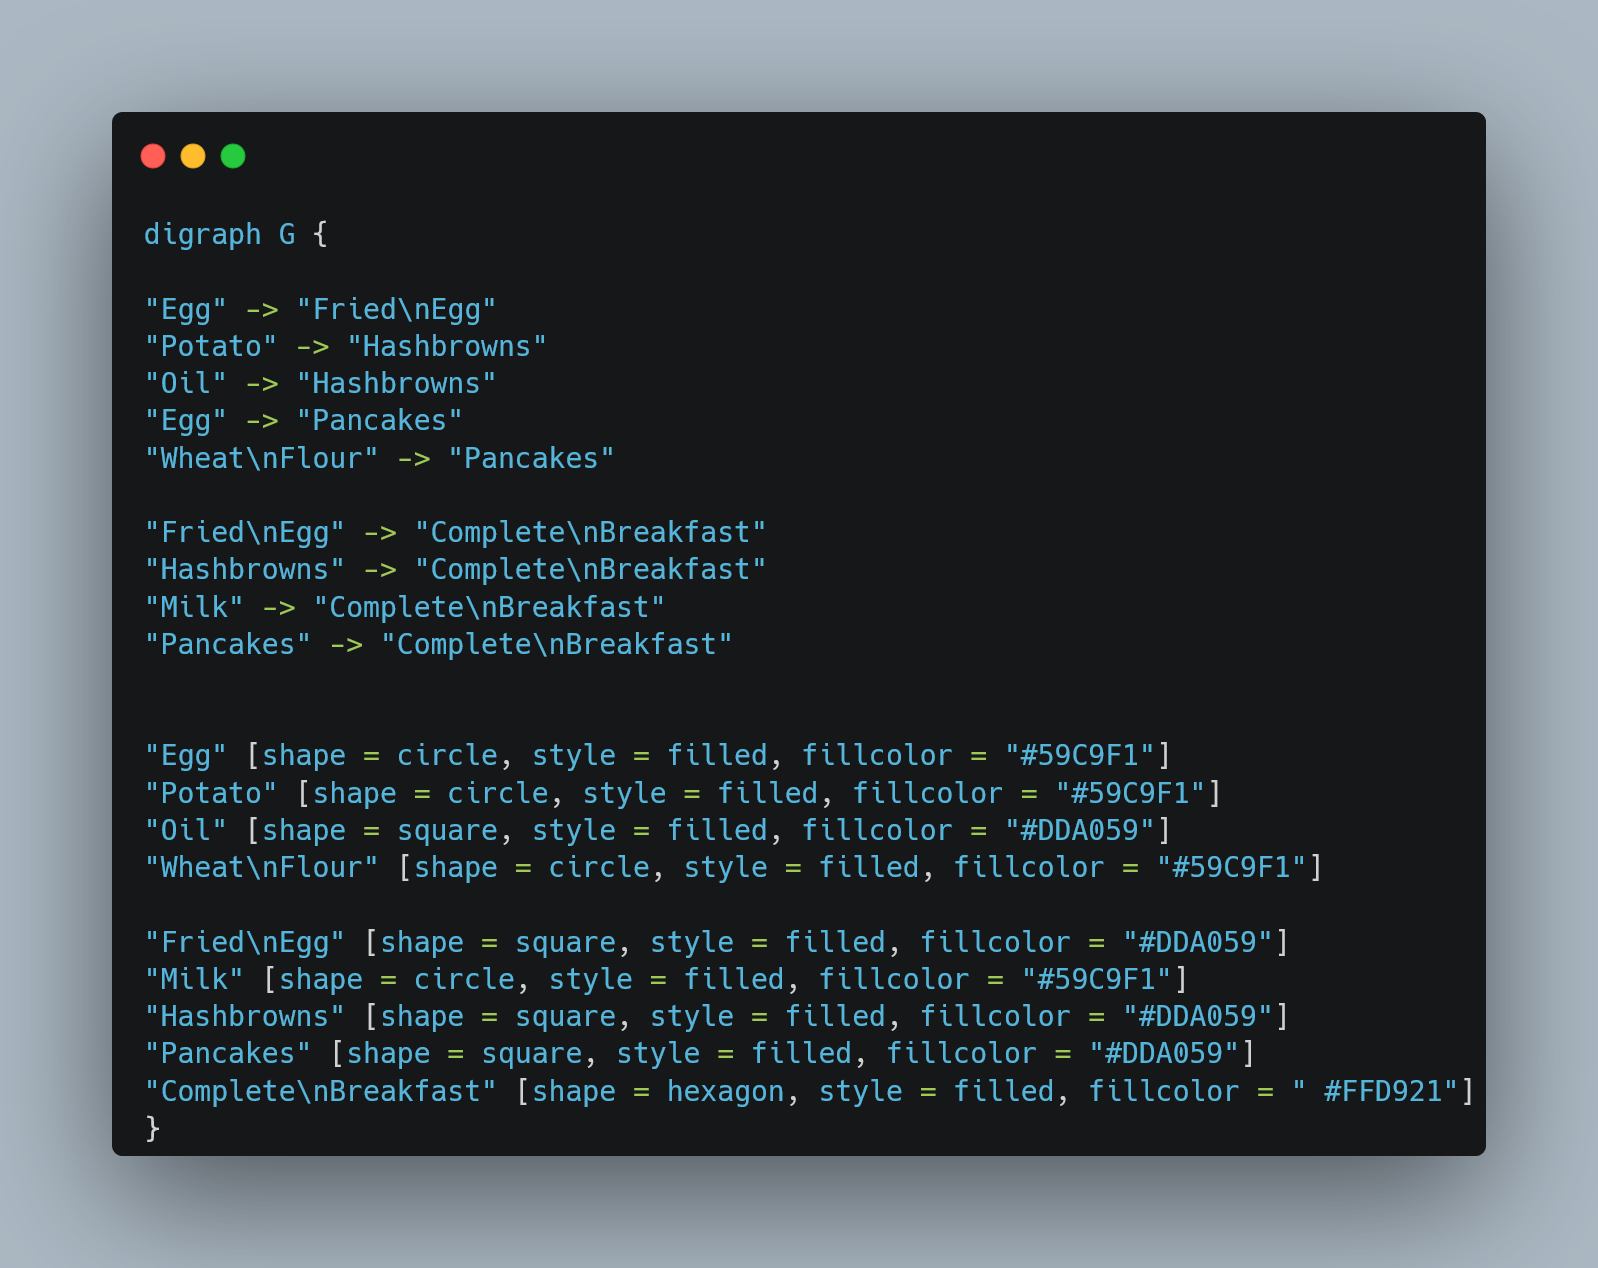 digraph G {
"Egg" -> "Fried\nEgg"
"Potato" -> "Hashbrowns"
"Oil" -> "Hashbrowns"
"Egg" -> "Pancakes"
"Wheat\nFlour" -> "Pancakes"
"Fried\nEgg" -> "Complete\nBreakfast"
"Hashbrowns" -> "Complete\nBreakfast"
"Milk" -> "Complete\nBreakfast"
"Pancakes" -> "Complete\nBreakfast"
"Egg" [shape = circle, style = filled, fillcolor = "#59C9F1"]
"Potato" [shape = circle, style = filled, fillcolor = "#59C9F1"]
"Oil" [shape = square, style = filled, fillcolor = "#DDA059"]
"Wheat\nFlour" [shape = circle, style = filled, fillcolor = "#59C9F1"]
"Fried\nEgg" [shape = square, style = filled, fillcolor = "#DDA059"]
"Milk" [shape = circle, style = filled, fillcolor = "#59C9F1"]
"Hashbrowns" [shape = square, style = filled, fillcolor = "#DDA059"]
"Pancakes" [shape = square, style = filled, fillcolor = "#DDA059"]
"Complete\nBreakfast" [shape = hexagon, style = filled, fillcolor = " #FFD921"]
}